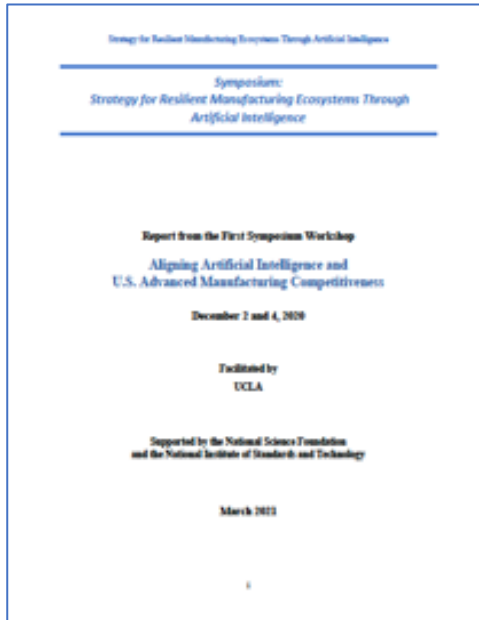 Strategy for Resilient Manufacturing Ecosystems Through Artificial Intelligence
Symposium:
Strategy for Resilient Manufacturing Ecosystems Through
Artificial Intelligence
Report from the First Symposium Workshop
Aligning Artificial Intelligence and
U.S. Advanced Manufacturing Competitiveness
December 2 and 4, 2020
Facilitated by
UCLA
Supported by the National Science Foundation
and the National Institute of Standards and Technology
March 2021
1